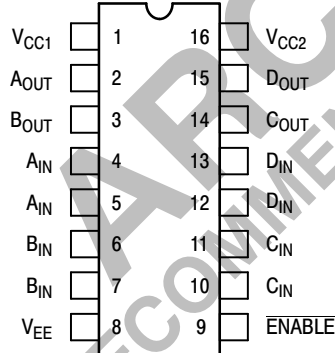 VCC1 1 16 VCC2
AOUT 2 15 DOUT
BOUT 3 14 COUT
AIN 4 13 DIN
AIN 5 12 DIN
BIN 6 11 CIN
BIN 7 10 CIN
VEE 8 9 ENABLE